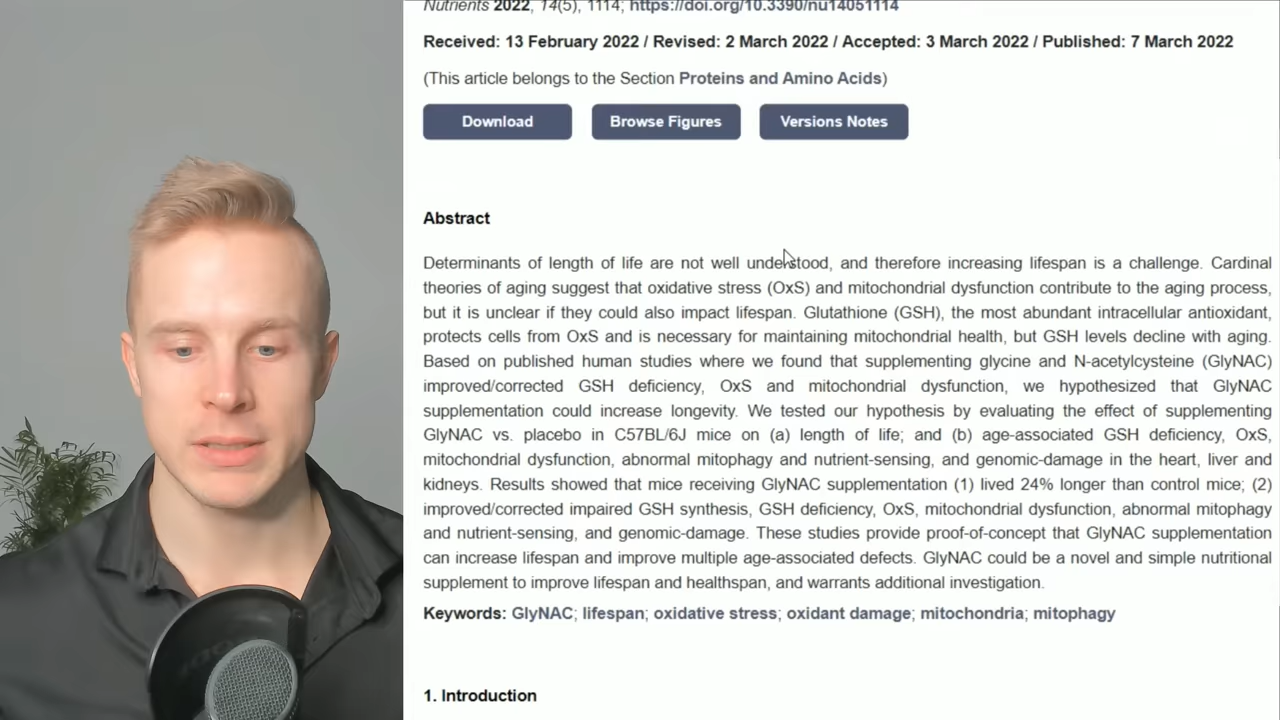 Nutrients 2022, 14(5), 1114; https://doi.org/10.3390/nu14051114
Received: 13 February 2022 / Revised: 2 March 2022 / Accepted: 3 March 2022 / Published: 7 March 2022
(This article belongs to the Section Proteins and Amino Acids)
Download Browse Figures Versions Notes
Abstract
Determinants of length of life are not well understood, and therefore increasing lifespan is a challenge. Cardinal
theories of aging suggest that oxidative stress (OxS) and mitochondrial dysfunction contribute to the aging process,
but it is unclear if they could also impact lifespan. Glutathione (GSH), the most abundant intracellular antioxidant,
protects cells from OxS and is necessary for maintaining mitochondrial health, but GSH levels decline with aging.
Based on published human studies where we found that supplementing glycine and N-acetylcysteine (GlyNAC)
improved/corrected GSH deficiency, OxS and mitochondrial dysfunction, we hypothesized that GlyNAC
supplementation could increase longevity. We tested our hypothesis by evaluating the effect of supplementing
GlyNAC vs. placebo in C57BL/6J mice on (a) length of life; and (b) age-associated GSH deficiency, OxS,
mitochondrial dysfunction, abnormal mitophagy and nutrient-sensing, and genomic-damage in the heart, liver and
kidneys. Results showed that mice receiving GlyNAC supplementation (1) lived 24% longer than control mice; (2)
improved/corrected impaired GSH synthesis, GSH deficiency, OxS, mitochondrial dysfunction, abnormal mitophagy
and nutrient-sensing, and genomic-damage. These studies provide proof-of-concept that GlyNAC supplementation
can increase lifespan and improve multiple age-associated defects. GlyNAC could be a novel and simple nutritional
supplement to improve lifespan and healthspan, and warrants additional investigation.
Keywords: GlyNAC; lifespan; oxidative stress; oxidant damage; mitochondria; mitophagy
1. Introduction